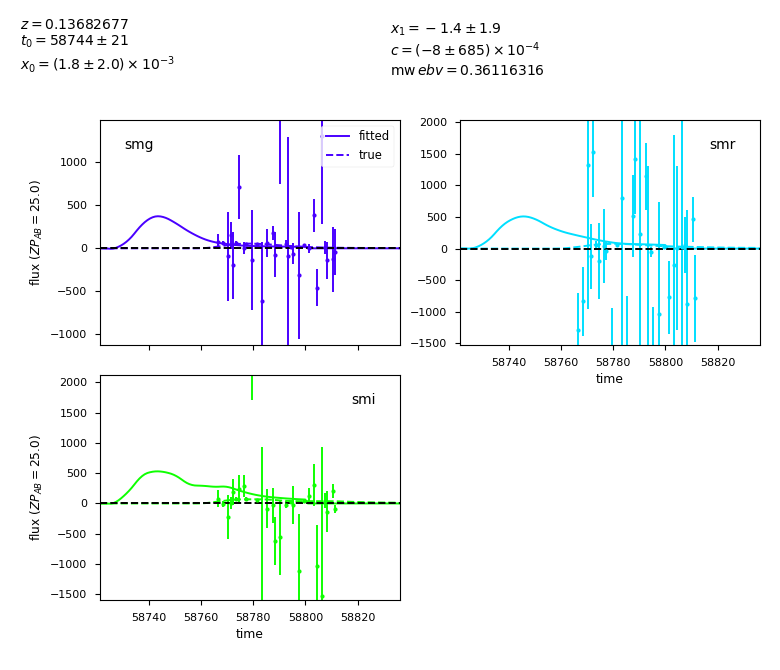 z = 0.13682677
t₀ = 58744 ± 21
x₀ = (1.8 ± 2.0) × 10⁻³
x₁ = −1.4 ± 1.9
c = (−8 ± 685) × 10⁻⁴
mw ebv = 0.36116316
smg
fitted
true
1000
500
0
−500
−1000
flux (ZP_AB = 25.0)
smr
2000
1500
1000
500
0
−500
−1000
−1500
58740 58760 58780 58800 58820
time
smi
2000
1500
1000
500
0
−500
−1000
−1500
flux (ZP_AB = 25.0)
58740 58760 58780 58800 58820
time